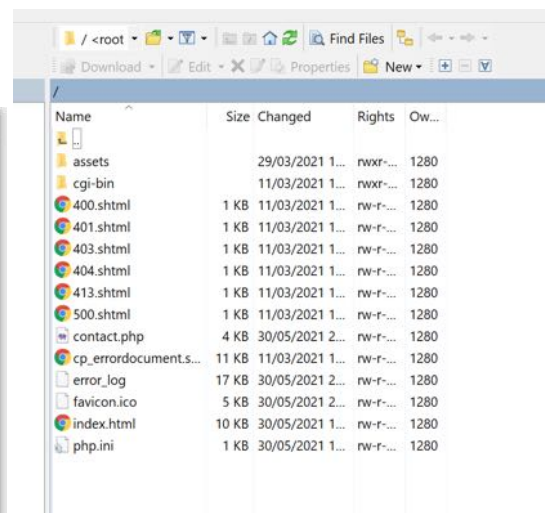 / <root
Find Files
Download Edit Properties New
/
Name Size Changed Rights Ow...
..
assets 29/03/2021 1... rwxr-... 1280
cgi-bin 11/03/2021 1... rwxr-... 1280
400.shtml 1 KB 11/03/2021 1... rw-r-... 1280
401.shtml 1 KB 11/03/2021 1... rw-r-... 1280
403.shtml 1 KB 11/03/2021 1... rw-r-... 1280
404.shtml 1 KB 11/03/2021 1... rw-r-... 1280
413.shtml 1 KB 11/03/2021 1... rw-r-... 1280
500.shtml 1 KB 11/03/2021 1... rw-r-... 1280
contact.php 4 KB 30/05/2021 2... rw-r-... 1280
cp_errordocument.s... 11 KB 11/03/2021 1... rw-r-... 1280
error_log 17 KB 30/05/2021 2... rw-r-... 1280
favicon.ico 5 KB 30/05/2021 2... rw-r-... 1280
index.html 10 KB 30/05/2021 1... rw-r-... 1280
php.ini 1 KB 30/05/2021 1... rw-r-... 1280